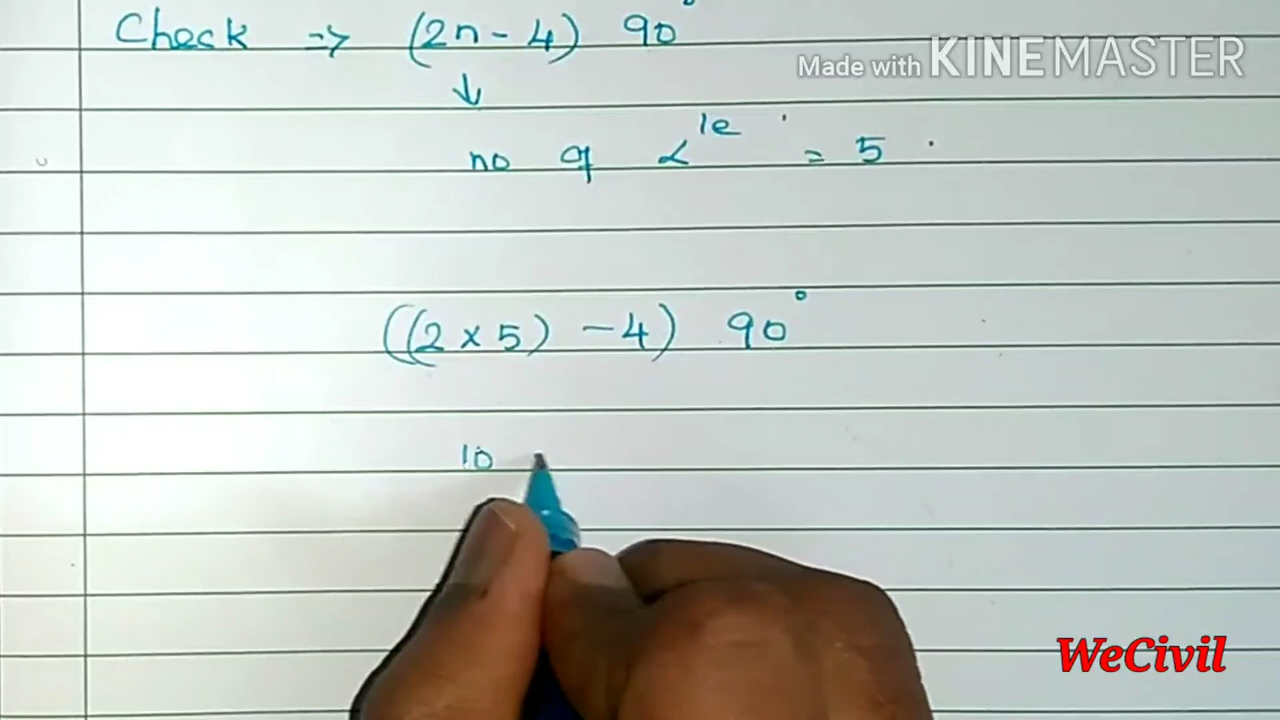 Check => (2n - 4) 90°
Made with KINEMASTER
↓
no of ∠le = 5
((2 × 5) - 4) 90°
10
WeCivil